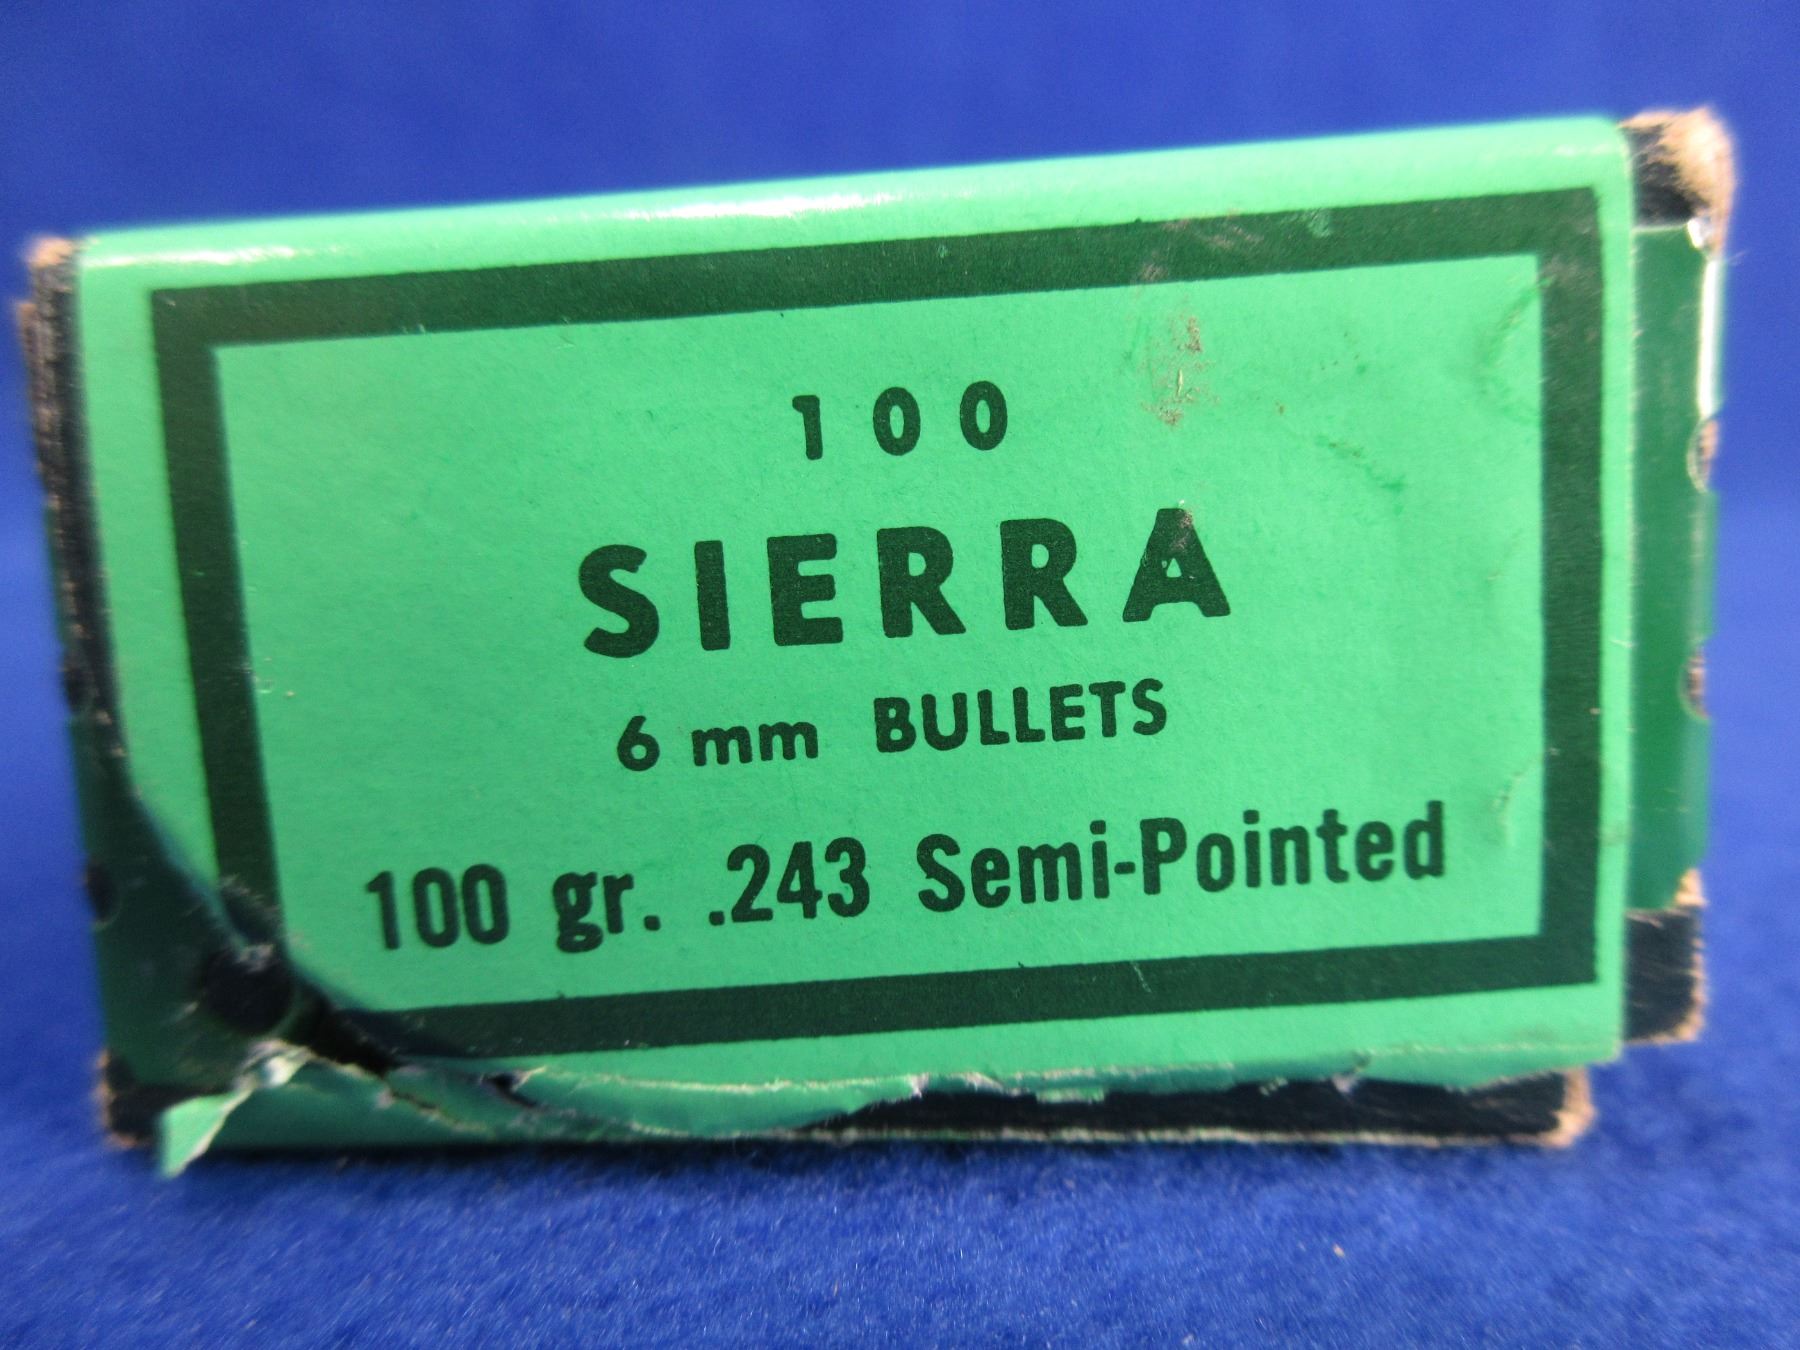 100
SIERRA
6 mm BULLETS
100 gr. .243 Semi-Pointed